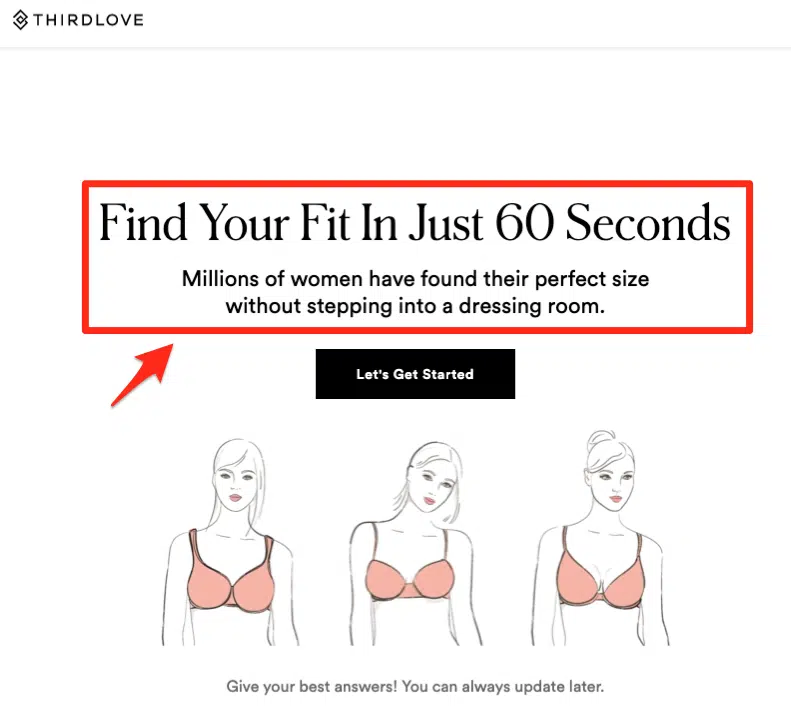 THIRDLOVE
Find Your Fit In Just 60 Seconds
Millions of women have found their perfect size
without stepping into a dressing room.
Let's Get Started
Give your best answers! You can always update later.